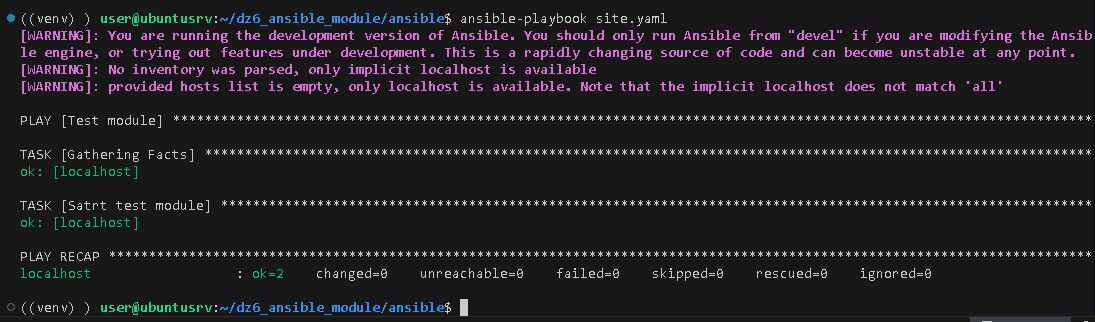 ((venv) ) user@ubuntusrv:~/dz6_ansible_module/ansible$ ansible-playbook site.yaml
[WARNING]: You are running the development version of Ansible. You should only run Ansible from "devel" if you are modifying the Ansib
le engine, or trying out features under development. This is a rapidly changing source of code and can become unstable at any point.
[WARNING]: No inventory was parsed, only implicit localhost is available
[WARNING]: provided hosts list is empty, only localhost is available. Note that the implicit localhost does not match 'all'
PLAY [Test module] *******************************************************************************************************************
TASK [Gathering Facts] ***************************************************************************************************************
ok: [localhost]
TASK [Satrt test module] *************************************************************************************************************
ok: [localhost]
PLAY RECAP ***************************************************************************************************************************
localhost                  : ok=2    changed=0    unreachable=0    failed=0    skipped=0    rescued=0    ignored=0
((venv) ) user@ubuntusrv:~/dz6_ansible_module/ansible$